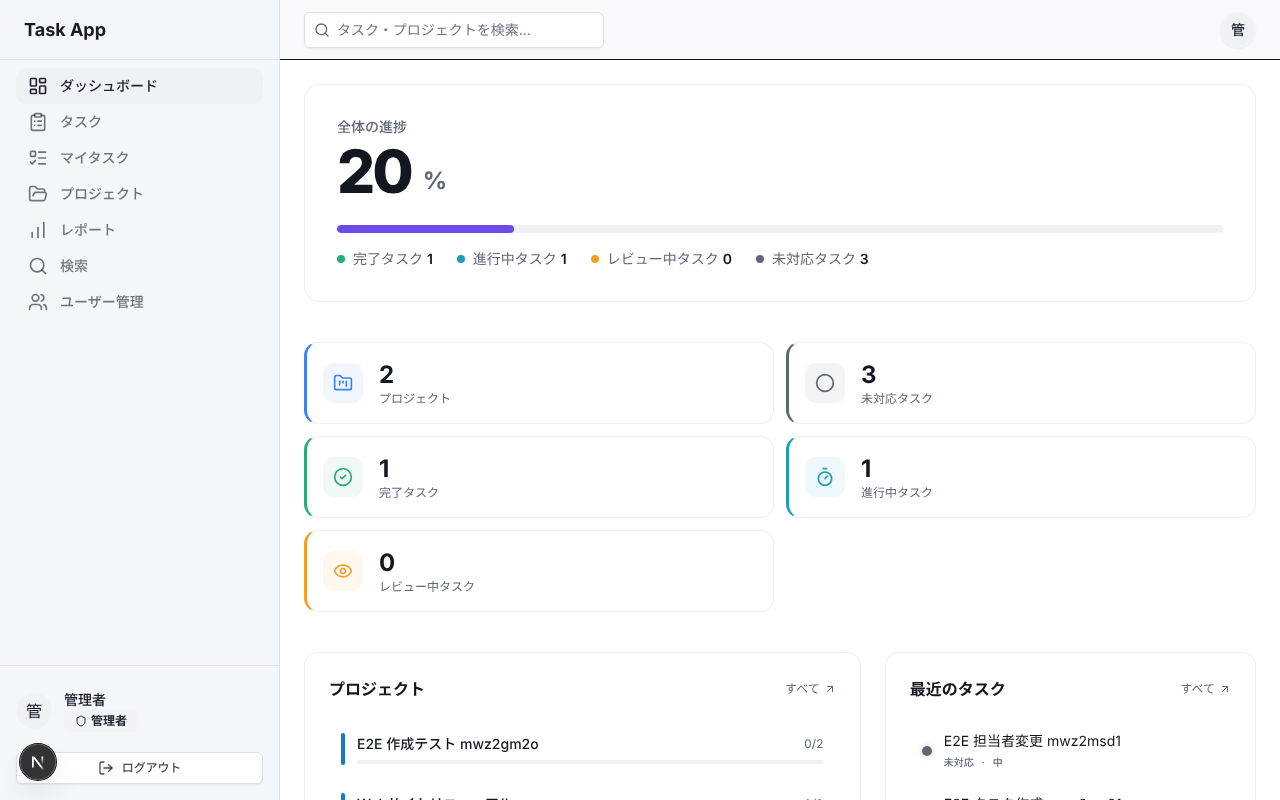 Task App
タスク・プロジェクトを検索...
管
ダッシュボード
タスク
マイタスク
プロジェクト
レポート
検索
ユーザー管理
全体の進捗
20 %
完了タスク 1
進行中タスク 1
レビュー中タスク 0
未対応タスク 3
2
プロジェクト
3
未対応タスク
1
完了タスク
1
進行中タスク
0
レビュー中タスク
プロジェクト
すべて
E2E 作成テスト mwz2gm2o
0/2
最近のタスク
すべて
E2E 担当者変更 mwz2msd1
未対応 · 中
管
管理者
管理者
N
ログアウト